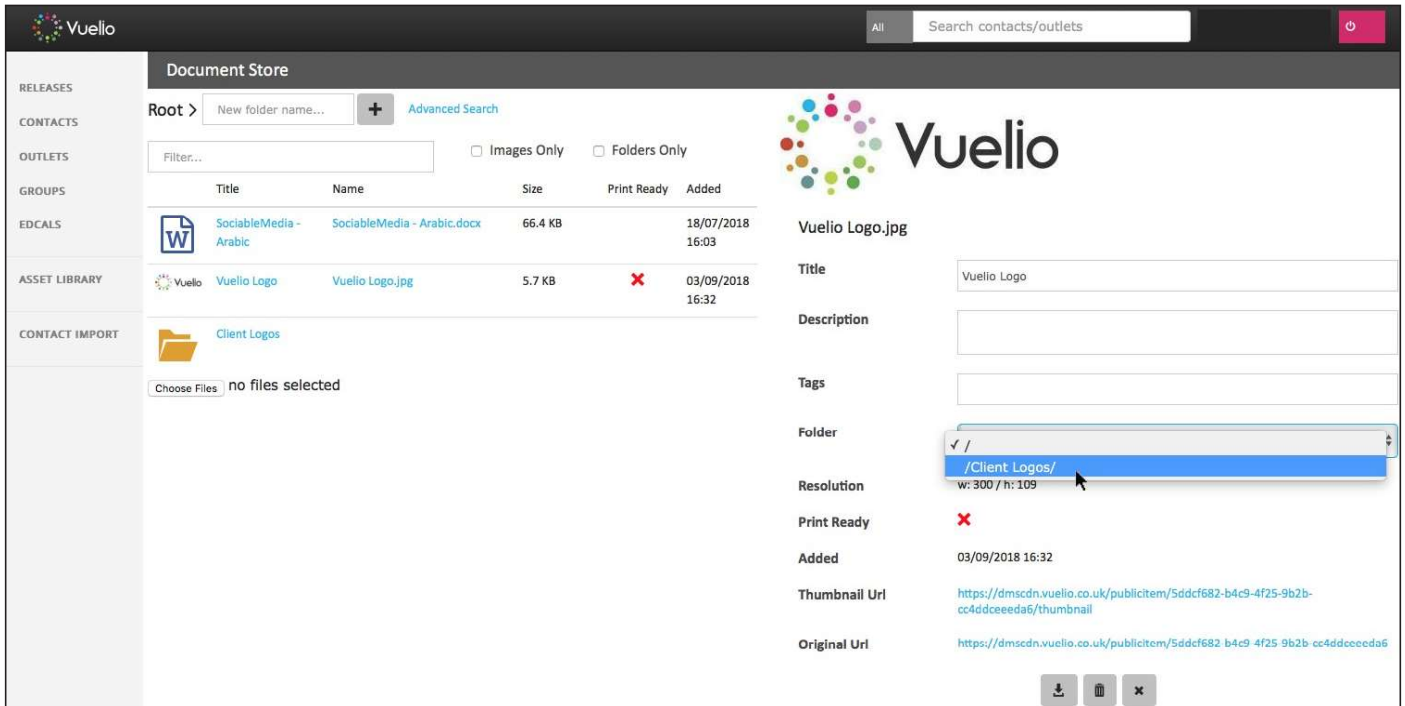 Vuelio
All
Search contacts/outlets
RELEASES
CONTACTS
OUTLETS
GROUPS
EDCALS
ASSET LIBRARY
CONTACT IMPORT
Document Store
Root >
New folder name...
+
Advanced Search
Filter...
Images Only
Folders Only
Title
Name
Size
Print Ready
Added
W
SociableMedia -
Arabic
SociableMedia - Arabic.docx
66.4 KB
18/07/2018
16:03
Vuelio
Vuelio Logo
Vuelio Logo.jpg
5.7 KB
03/09/2018
16:32
Client Logos
Choose Files no files selected
Vuelio
Vuelio Logo.jpg
Title
Vuelio Logo
Description
Tags
Folder
✓ /
/Client Logos/
Resolution
w: 300 / h: 109
Print Ready
Added
03/09/2018 16:32
Thumbnail Url
https://dmscdn.vuelio.co.uk/publicitem/5ddcf682-b4c9-4f25-9b2b-
cc4ddceeeda6/thumbnail
Original Url
https://dmscdn.vuelio.co.uk/publicitem/5ddcf682-b4c9-4f25-9b2b-cc4ddceeeda6